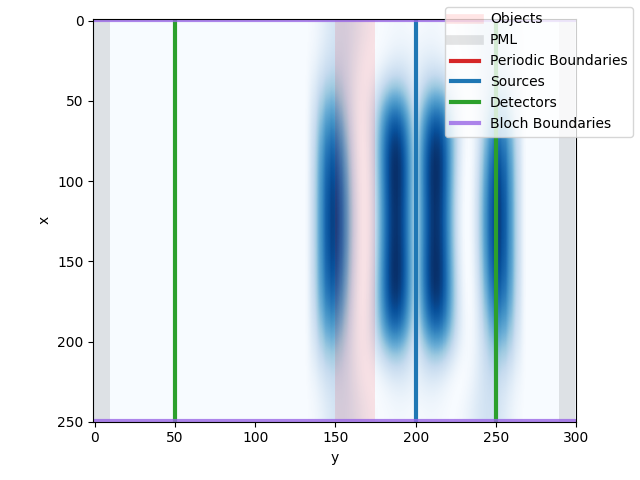 Objects
PML
Periodic Boundaries
Sources
Detectors
Bloch Boundaries
0
50
100
150
200
250
x
0 50 100 150 200 250 300
y